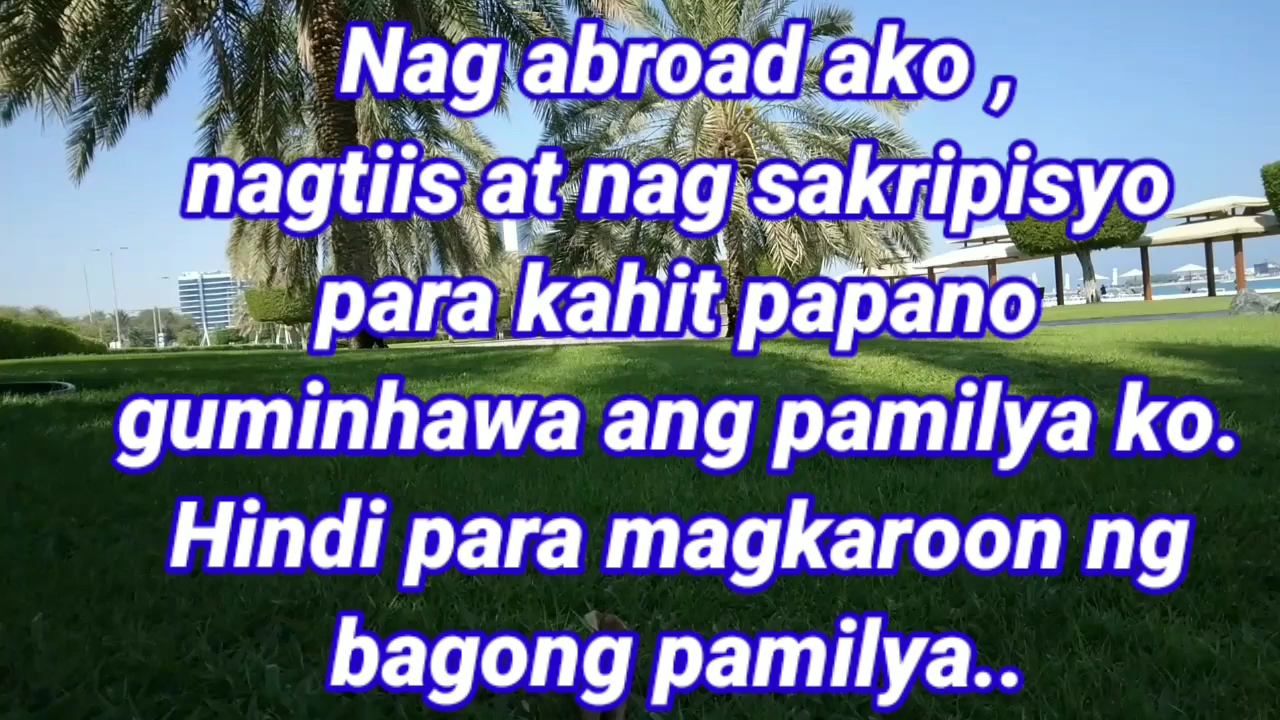 Nag abroad ako ,
nagtiis at nag sakripisyo
para kahit papano
guminhawa ang pamilya ko.
Hindi para magkaroon ng
bagong pamilya..